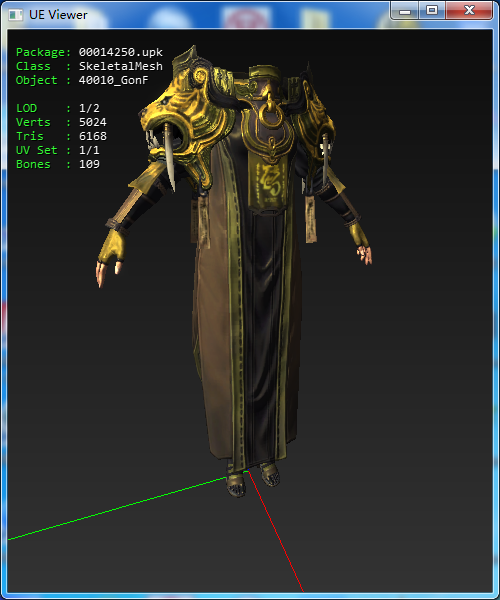 UE Viewer
Package: 00014250.upk
Class : SkeletalMesh
Object : 40010_GonF
LOD : 1/2
Verts : 5024
Tris : 6168
UV Set : 1/1
Bones : 109